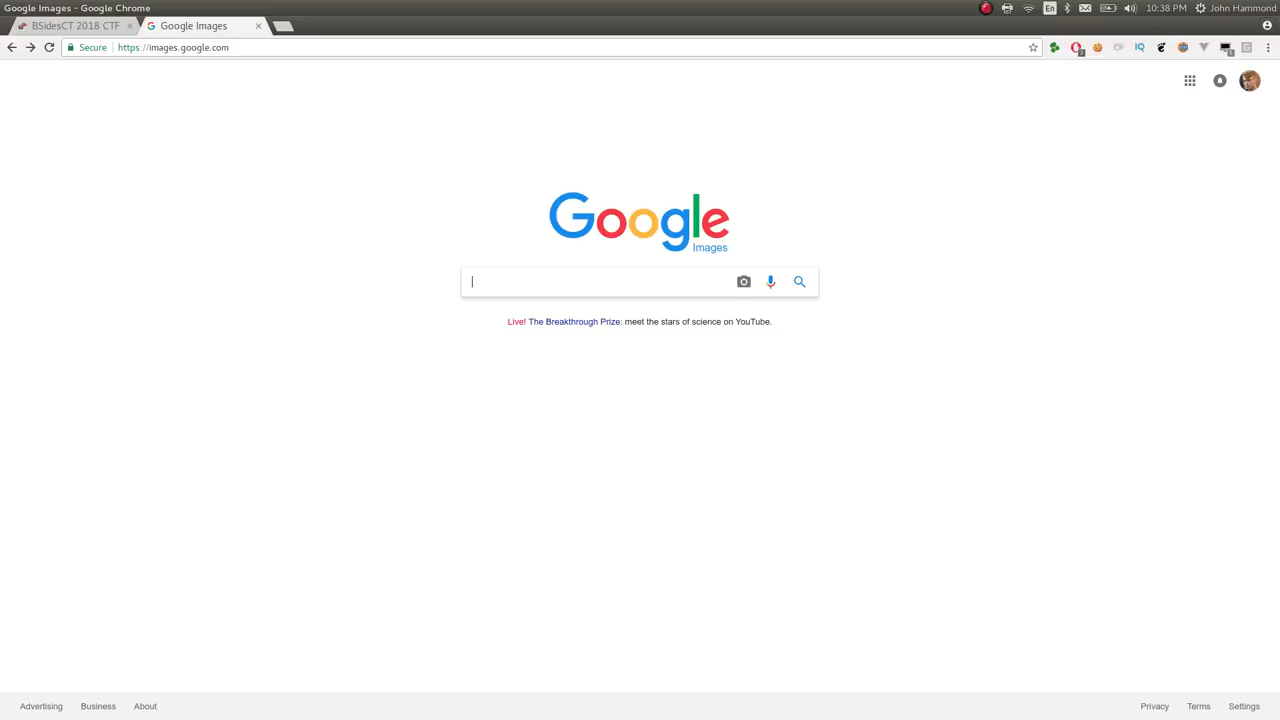 Google Images - Google Chrome
En
10:38 PM
John Hammond
BSidesCT 2018 CTF
Google Images
Secure
https://images.google.com
IQ
Google
Images
Live! The Breakthrough Prize: meet the stars of science on YouTube.
Advertising
Business
About
Privacy
Terms
Settings